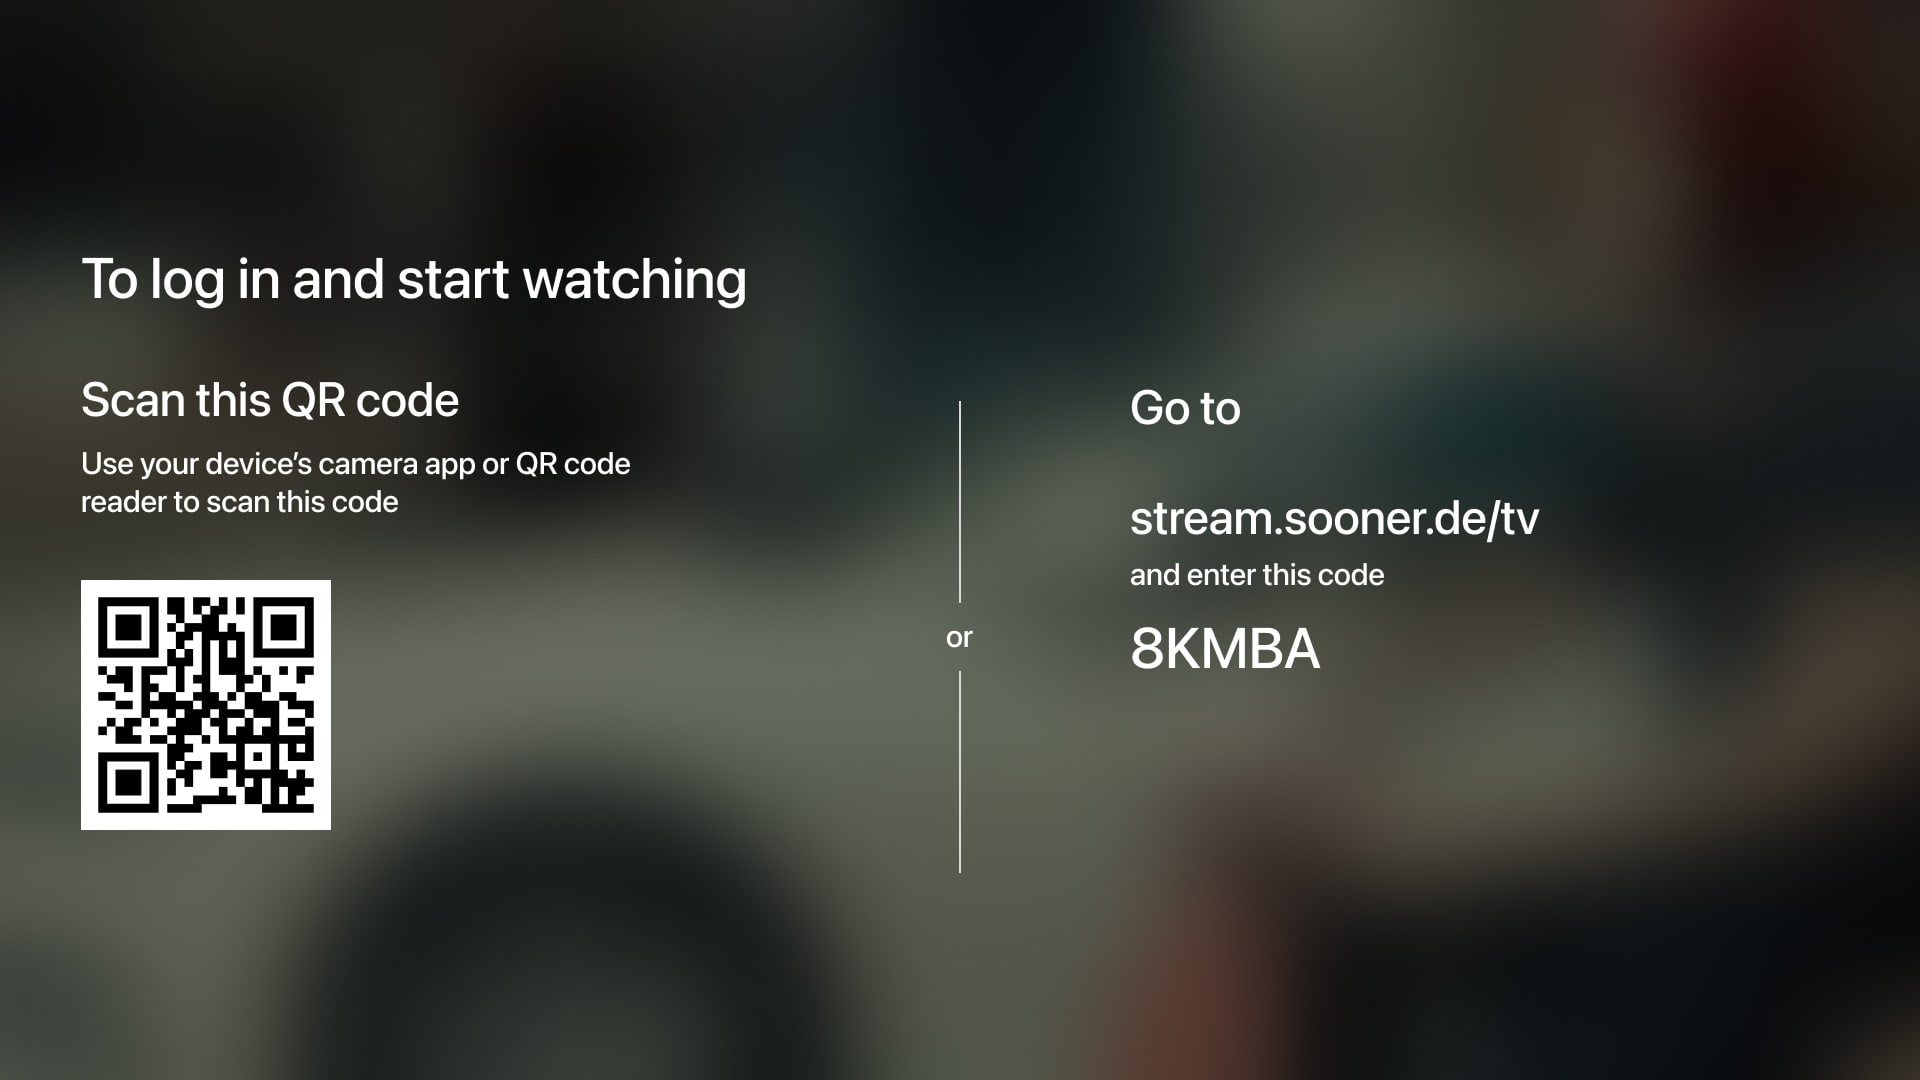 To log in and start watching
Scan this QR code
Use your device’s camera app or QR code
reader to scan this code
or
Go to
stream.sooner.de/tv
and enter this code
8KMBA